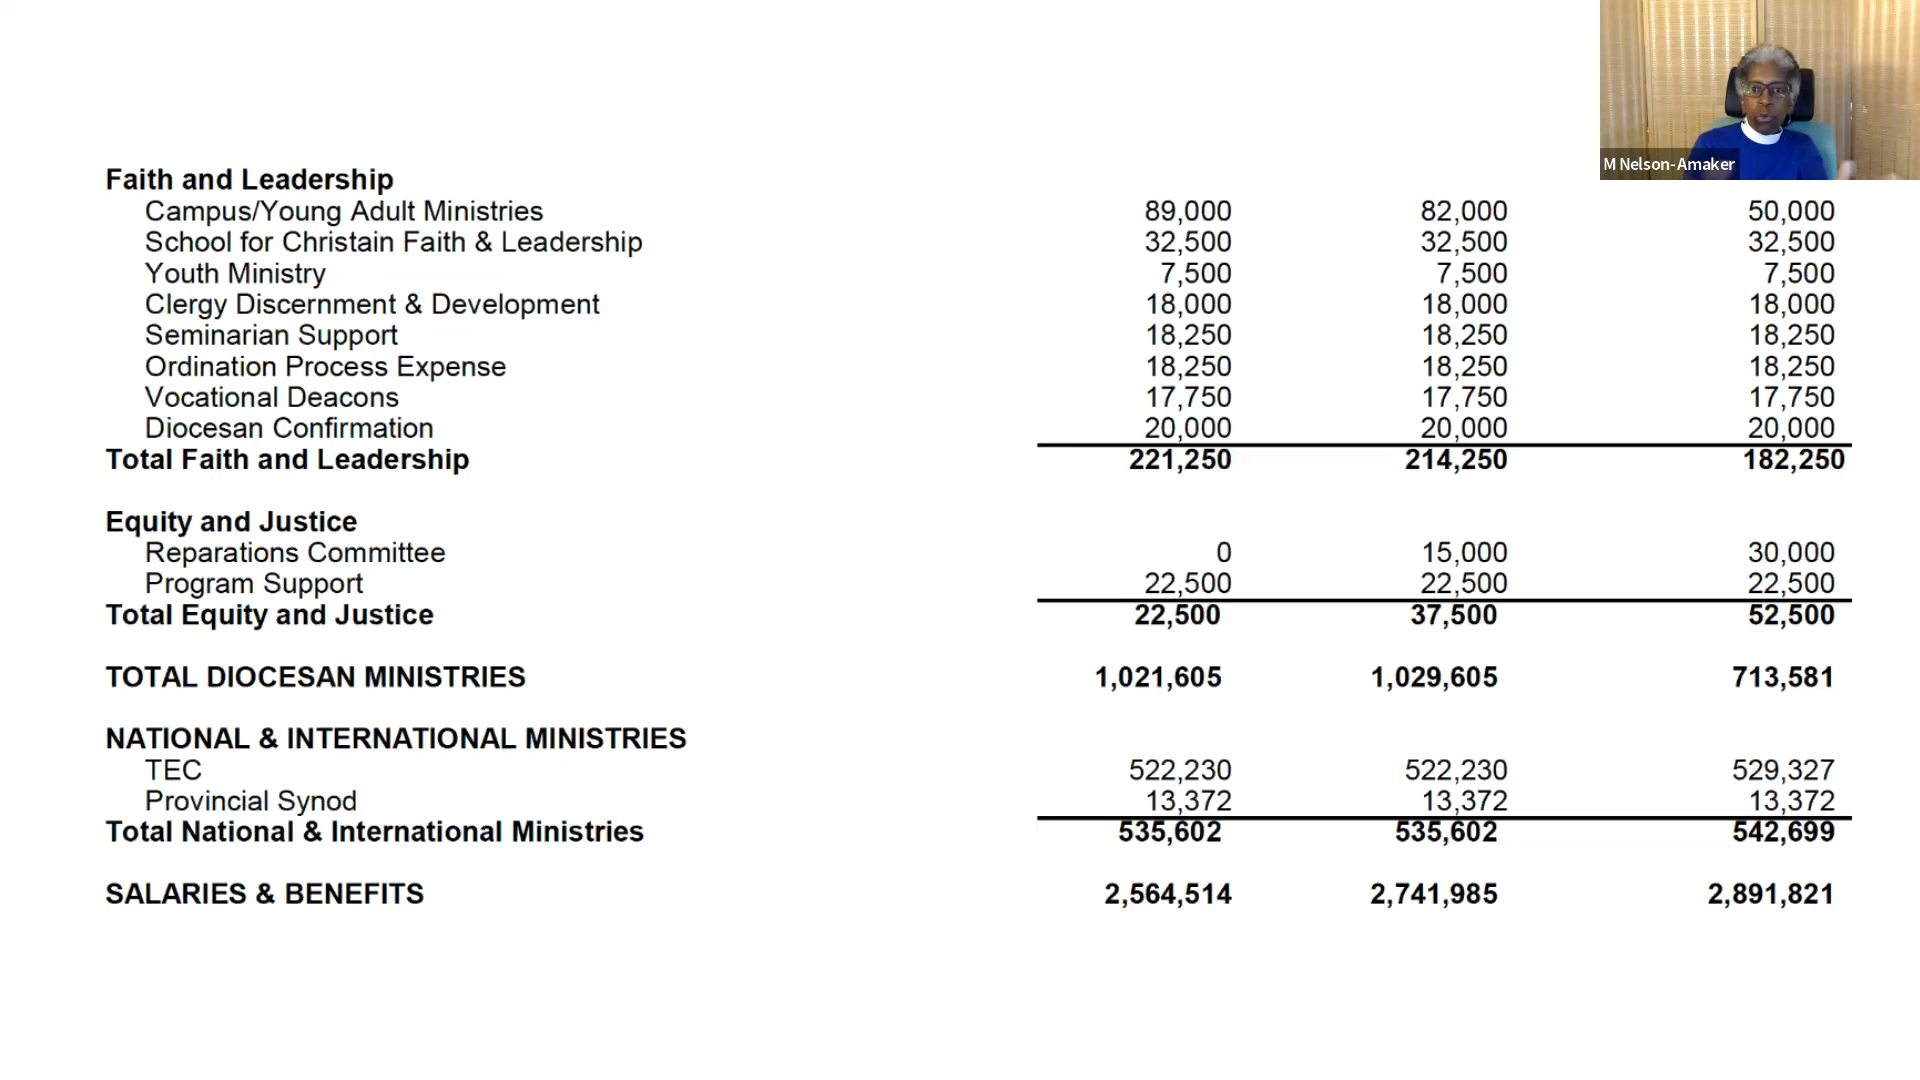 M Nelson-Amaker
Faith and Leadership
Campus/Young Adult Ministries 89,000 82,000 50,000
School for Christain Faith & Leadership 32,500 32,500 32,500
Youth Ministry 7,500 7,500 7,500
Clergy Discernment & Development 18,000 18,000 18,000
Seminarian Support 18,250 18,250 18,250
Ordination Process Expense 18,250 18,250 18,250
Vocational Deacons 17,750 17,750 17,750
Diocesan Confirmation 20,000 20,000 20,000
Total Faith and Leadership 221,250 214,250 182,250
Equity and Justice
Reparations Committee 0 15,000 30,000
Program Support 22,500 22,500 22,500
Total Equity and Justice 22,500 37,500 52,500
TOTAL DIOCESAN MINISTRIES 1,021,605 1,029,605 713,581
NATIONAL & INTERNATIONAL MINISTRIES
TEC 522,230 522,230 529,327
Provincial Synod 13,372 13,372 13,372
Total National & International Ministries 535,602 535,602 542,699
SALARIES & BENEFITS 2,564,514 2,741,985 2,891,821